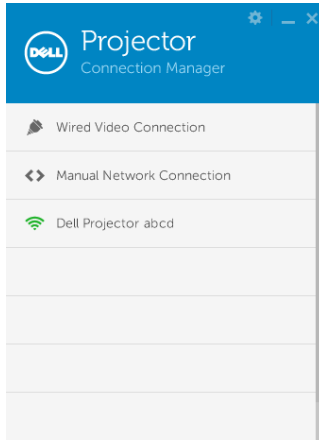 DELL
Projector
Connection Manager
Wired Video Connection
Manual Network Connection
Dell Projector abcd